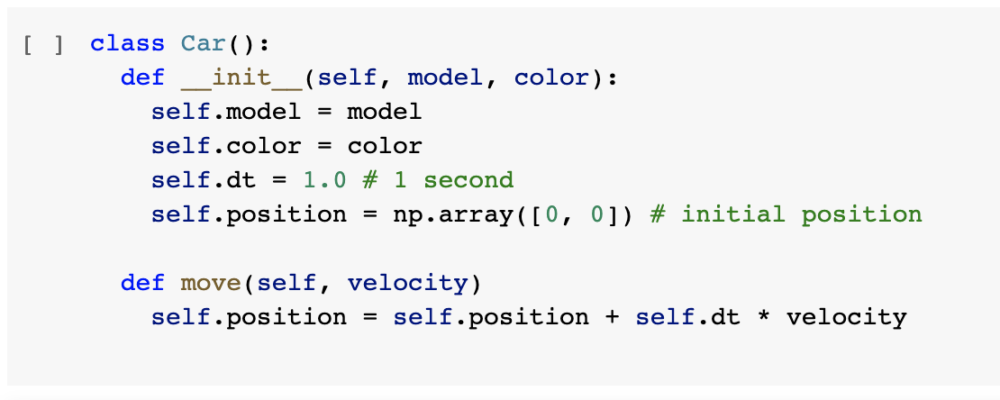 [ ] class Car():
def __init__(self, model, color):
self.model = model
self.color = color
self.dt = 1.0 # 1 second
self.position = np.array([0, 0]) # initial position
def move(self, velocity)
self.position = self.position + self.dt * velocity